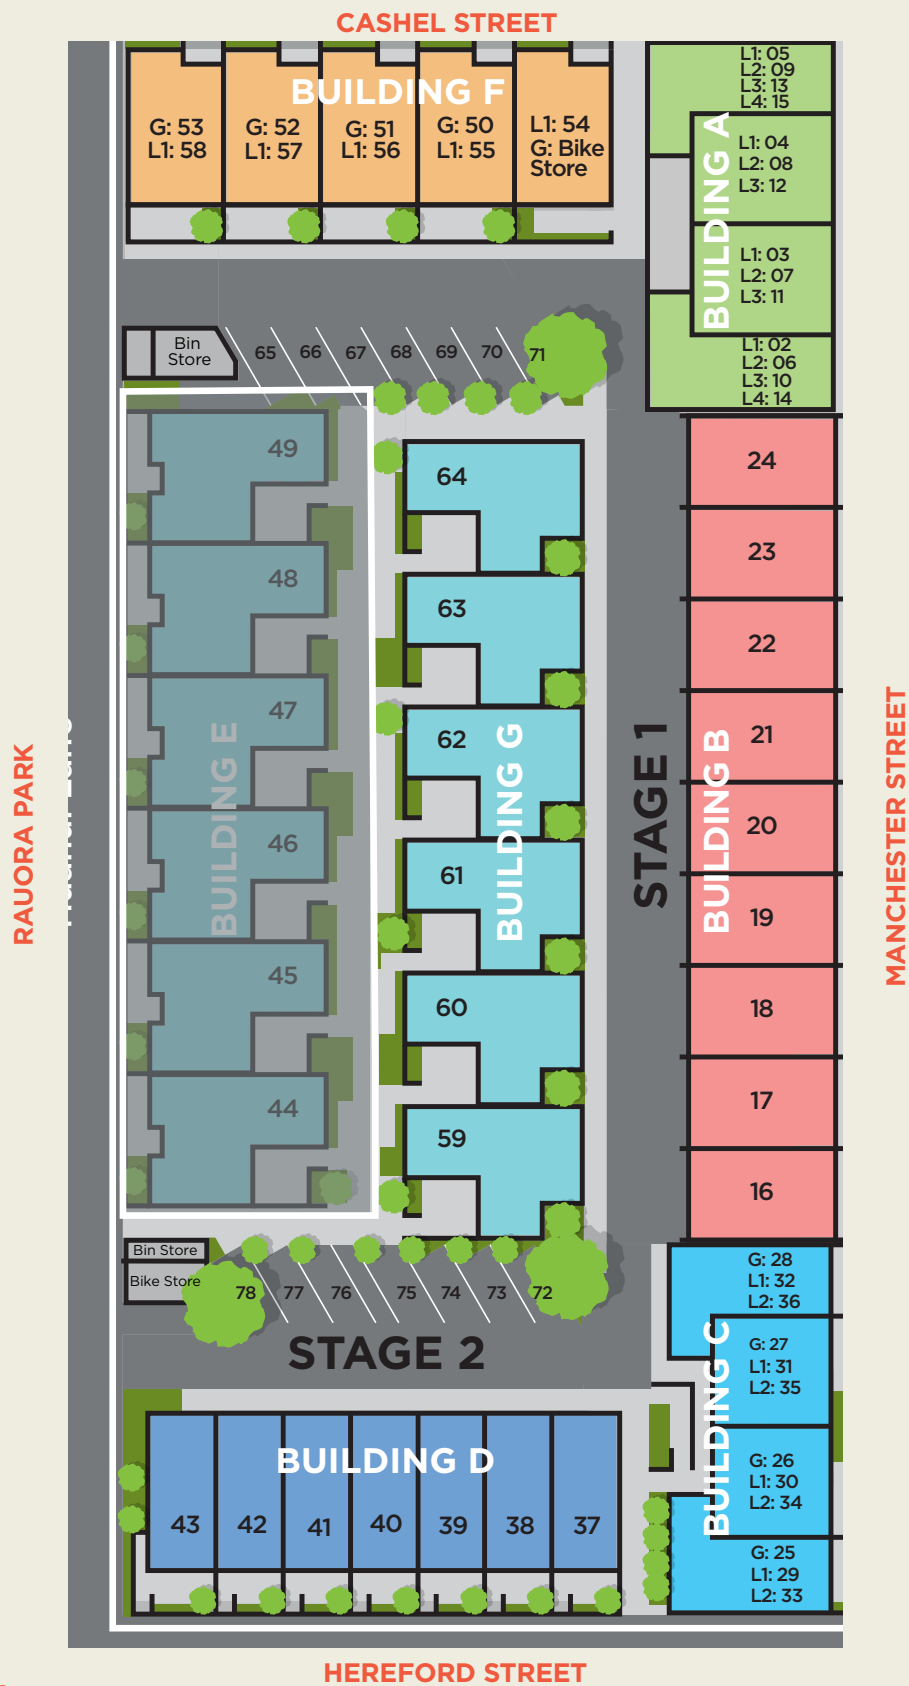 CASHEL STREET
BUILDING F
G: 53
L1: 58
G: 52
L1: 57
G: 51
L1: 56
G: 50
L1: 55
L1: 54
G: Bike
Store
BUILDING A
L1: 05
L2: 09
L3: 13
L4: 15
L1: 04
L2: 08
L3: 12
L1: 03
L2: 07
L3: 11
L1: 02
L2: 06
L3: 10
L4: 14
Bin
Store
65
66
67
68
69
70
71
49
48
47
46
45
44
BUILDING E
64
63
62
61
60
59
BUILDING G
STAGE 1
24
23
22
21
20
19
18
17
16
BUILDING B
RAUORA PARK
MANCHESTER STREET
Bin Store
Bike Store
78
77
76
75
74
73
72
STAGE 2
BUILDING C
G: 28
L1: 32
L2: 36
G: 27
L1: 31
L2: 35
G: 26
L1: 30
L2: 34
G: 25
L1: 29
L2: 33
BUILDING D
43
42
41
40
39
38
37
HEREFORD STREET